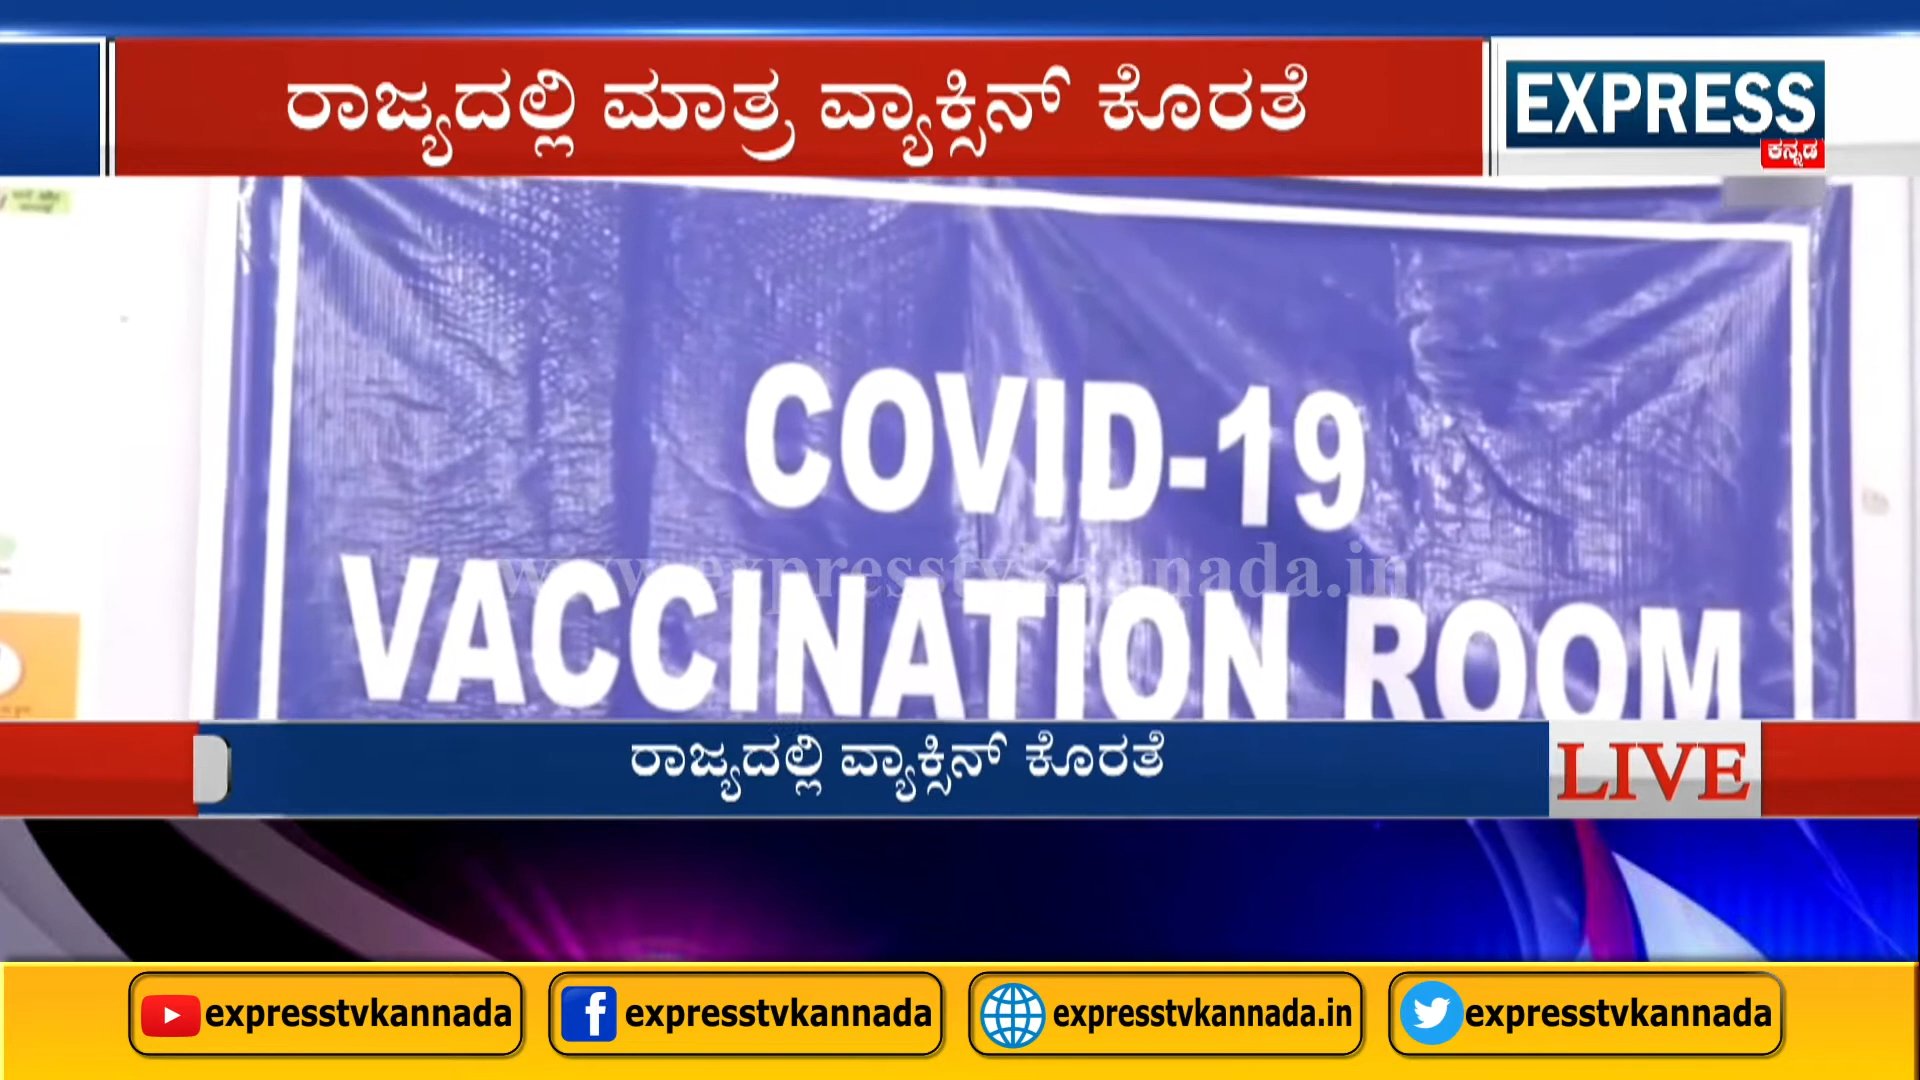 ರಾಜ್ಯದಲ್ಲಿ ಮಾತ್ರ ವ್ಯಾಕ್ಸಿನ್ ಕೊರತೆ
EXPRESS
ಕನ್ನಡ
COVID-19
www.expresstvkannada.in
VACCINATION ROOM
ರಾಜ್ಯದಲ್ಲಿ ವ್ಯಾಕ್ಸಿನ್ ಕೊರತೆ
LIVE
expresstvkannada
expresstvkannada
expresstvkannada.in
expresstvkannada